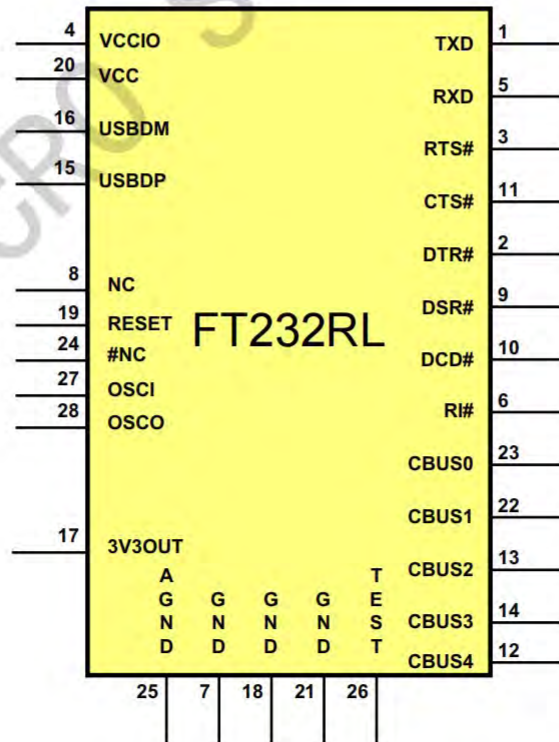 4 VCCIO
20 VCC
16 USBDM
15 USBDP
8 NC
19 RESET
24 #NC
27 OSCI
28 OSCO
17 3V3OUT
FT232RL
TXD 1
RXD 5
RTS# 3
CTS# 11
DTR# 2
DSR# 9
DCD# 10
RI# 6
CBUS0 23
CBUS1 22
CBUS2 13
CBUS3 14
CBUS4 12
AGND
GND
GND
GND
TEST
25 7 18 21 26